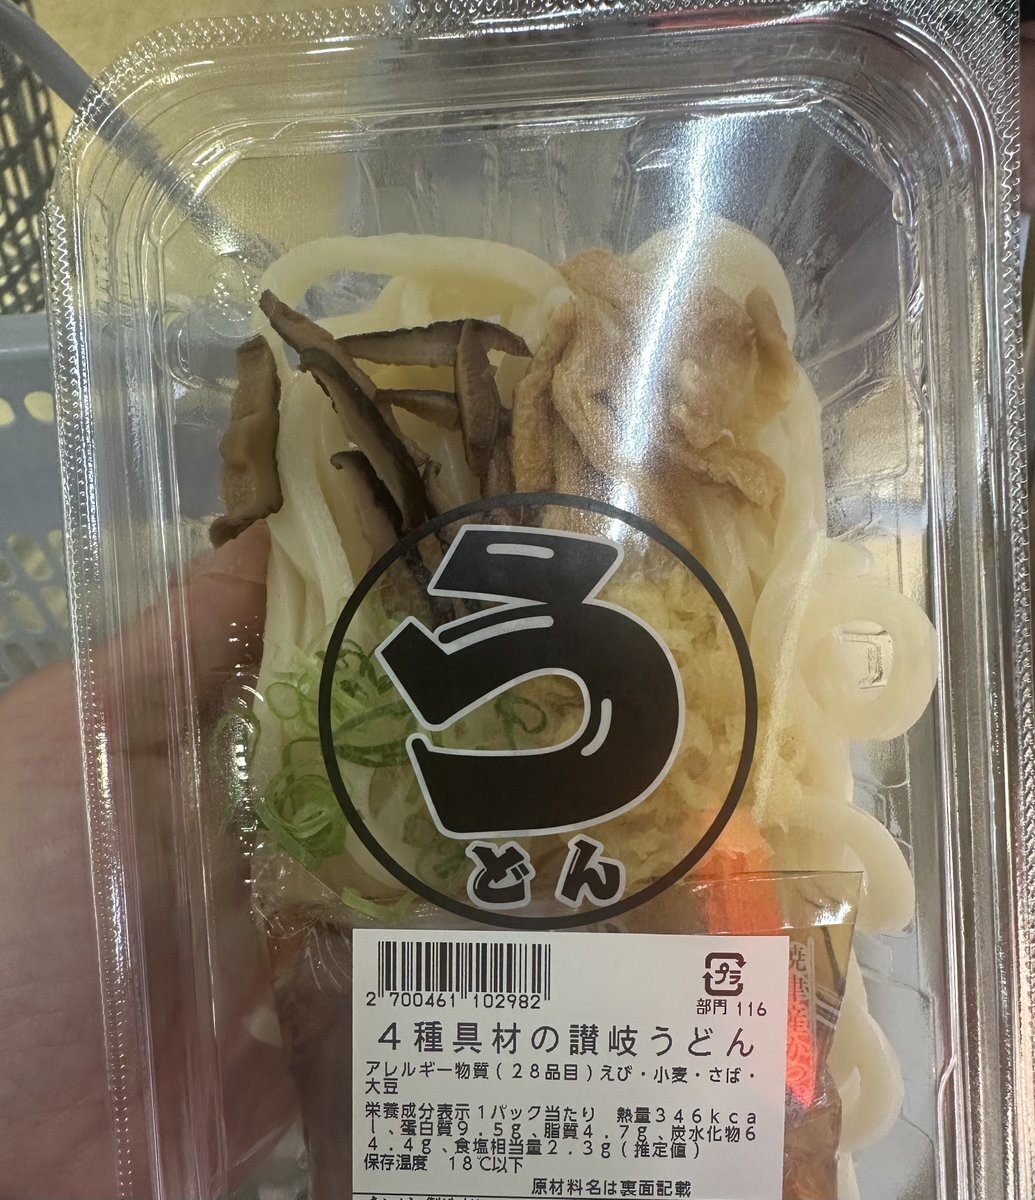 う
どん
2 700461 102982
プラ
部門 116
4種具材の讃岐うどん
アレルギー物質(28品目)えび・小麦・さば・
大豆
栄養成分表示1パック当たり 熱量346kca
l、蛋白質9.5g、脂質4.7g、炭水化物6
4.4g、食塩相当量2.3g(推定値)
保存温度 18℃以下
原材料名は裏面記載